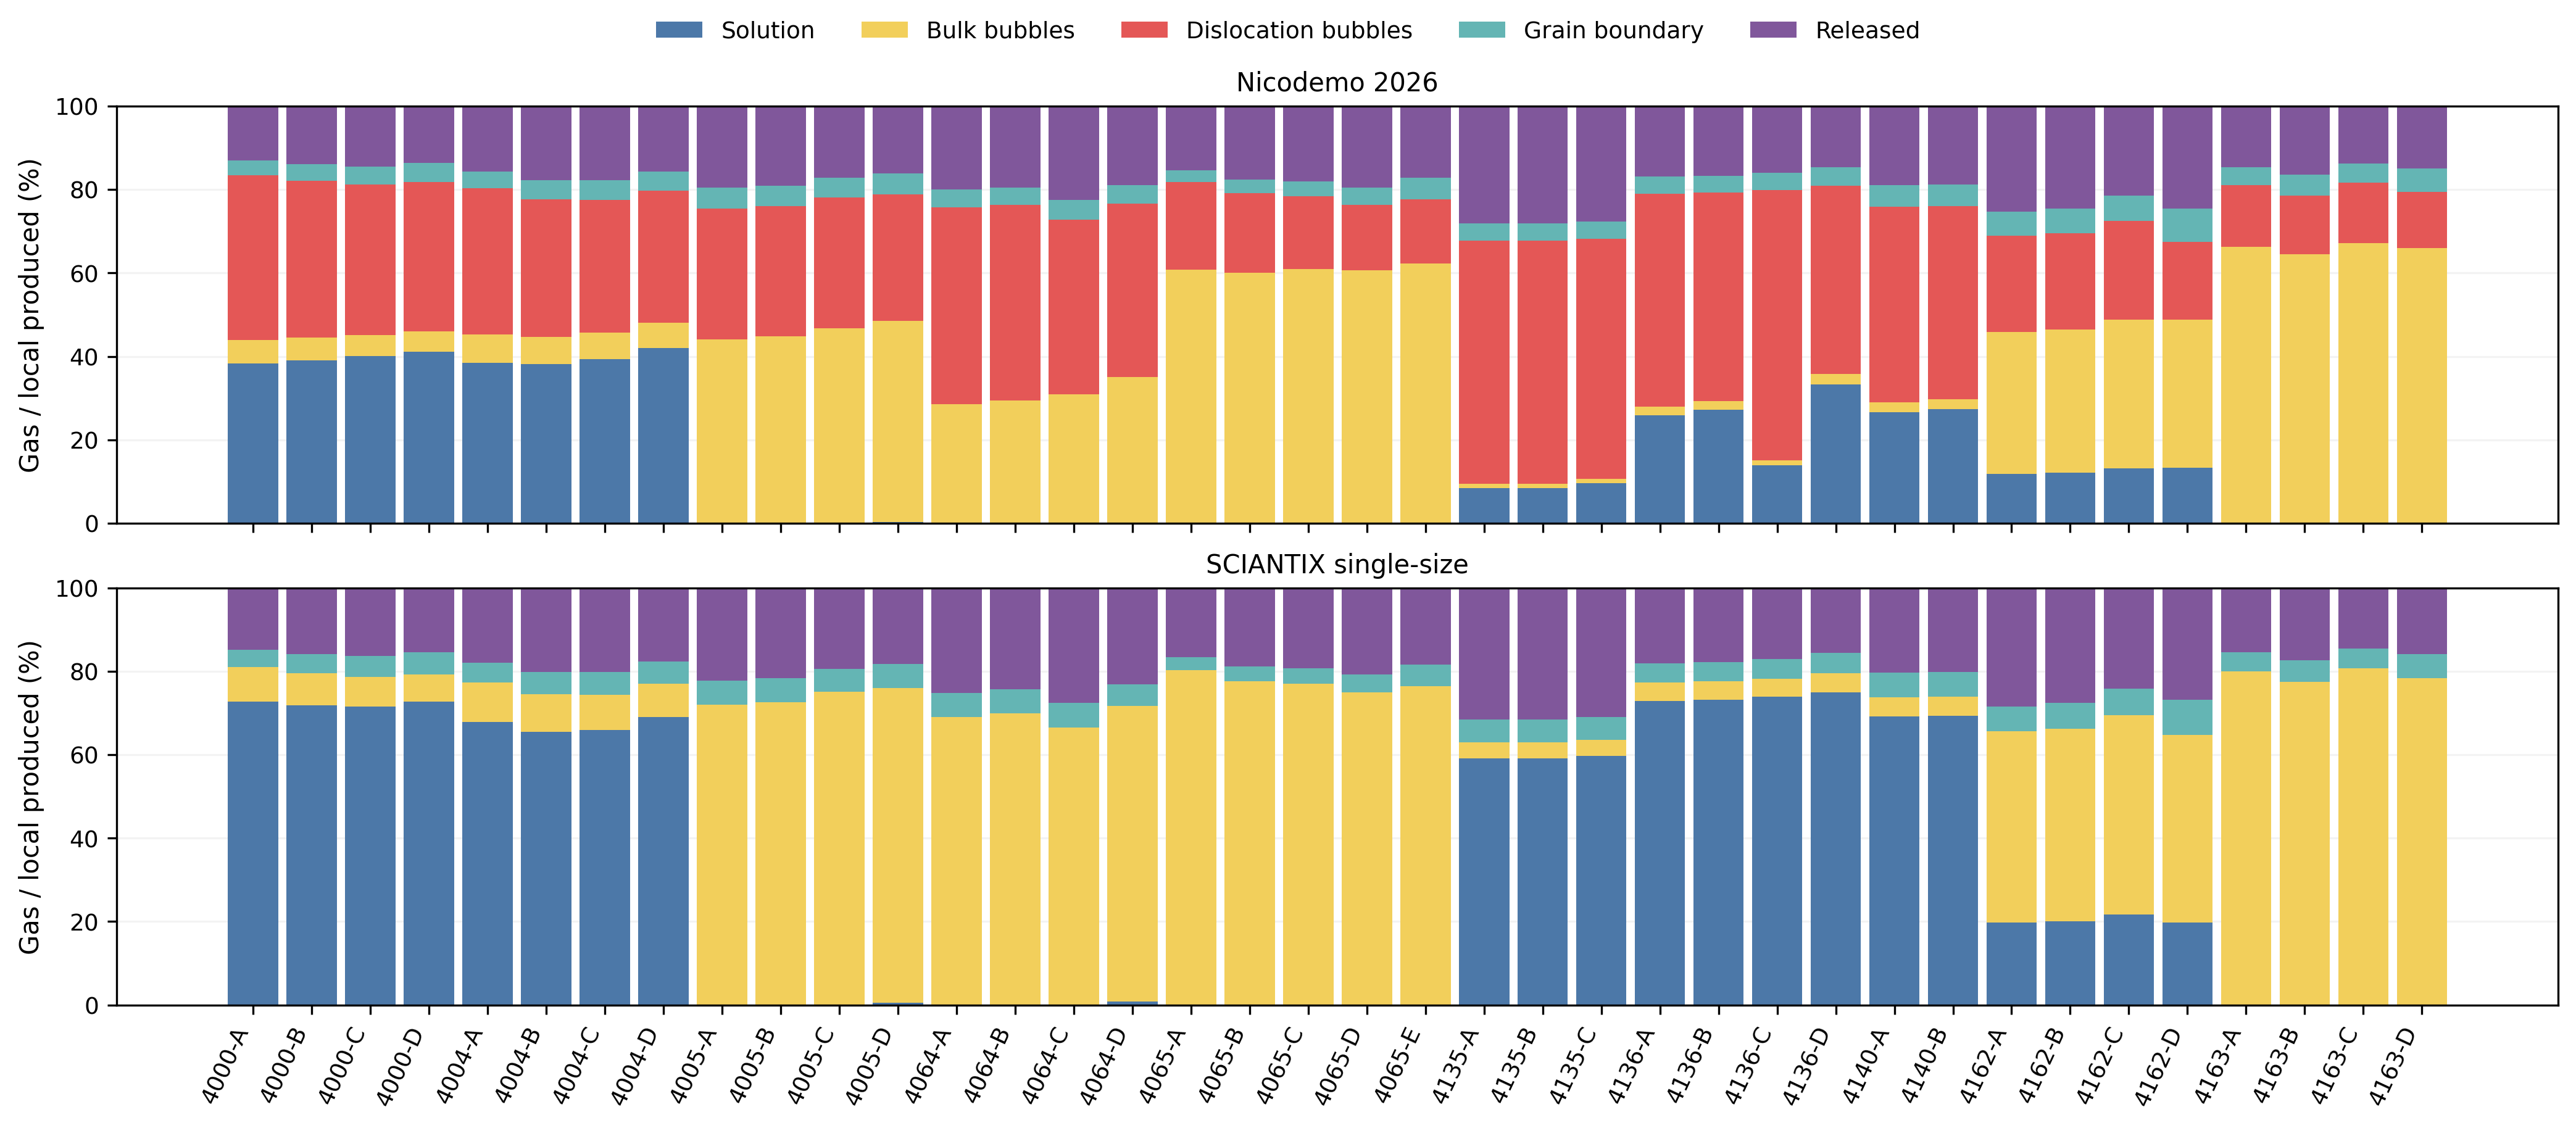 Solution Bulk bubbles Dislocation bubbles Grain boundary Released
Nicodemo 2026
Gas / local produced (%)
100
80
60
40
20
0
SCIANTIX single-size
Gas / local produced (%)
100
80
60
40
20
0
4000-A 4000-B 4000-C 4000-D 4004-A 4004-B 4004-C 4004-D 4005-A 4005-B 4005-C 4005-D 4064-A 4064-B 4064-C 4064-D 4065-A 4065-B 4065-C 4065-D 4065-E 4135-A 4135-B 4135-C 4136-A 4136-B 4136-C 4136-D 4140-A 4140-B 4162-A 4162-B 4162-C 4162-D 4163-A 4163-B 4163-C 4163-D